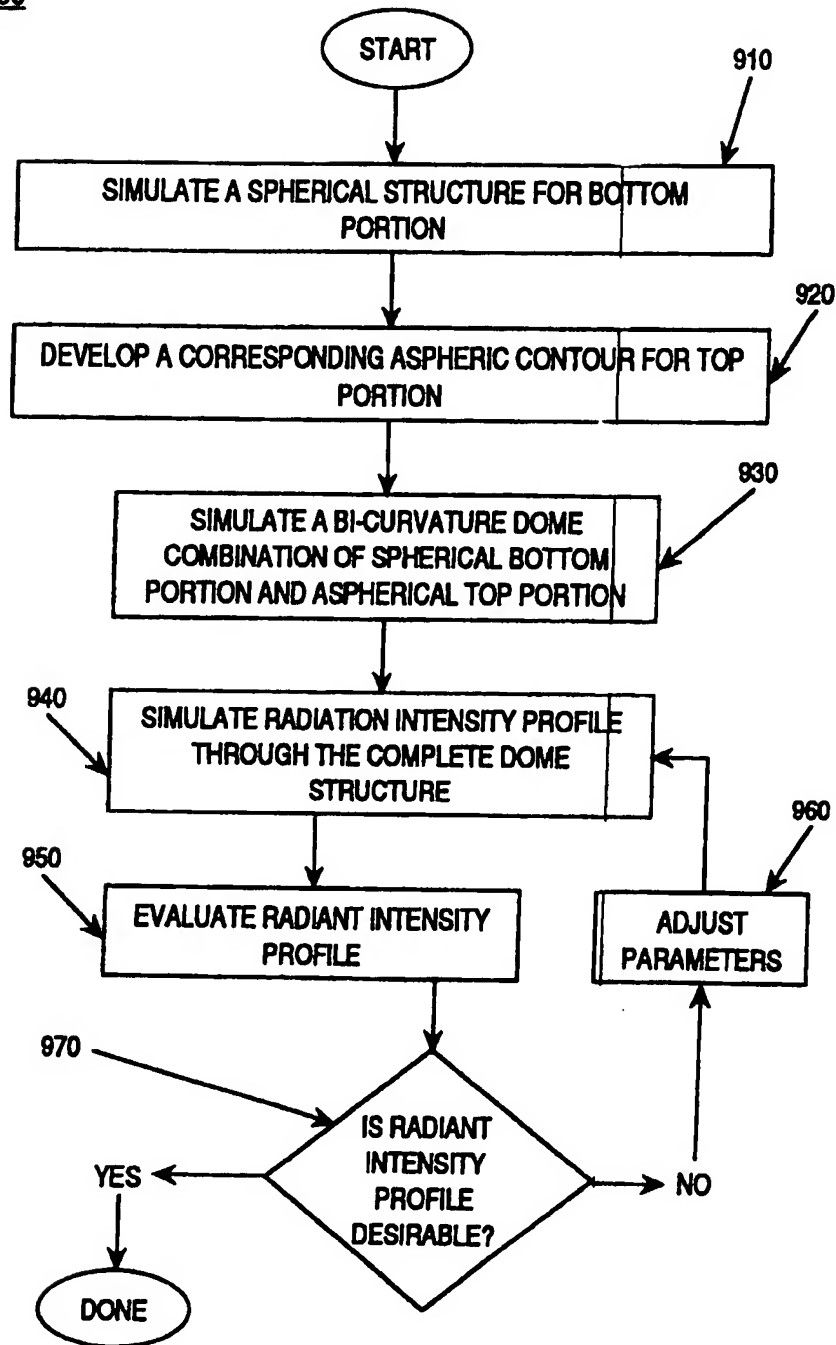 START
910
SIMULATE A SPHERICAL STRUCTURE FOR BOTTOM
PORTION
920
DEVELOP A CORRESPONDING ASPHERIC CONTOUR FOR TOP
PORTION
930
SIMULATE A BI-CURVATURE DOME
COMBINATION OF SPHERICAL BOTTOM
PORTION AND ASPHERICAL TOP PORTION
940
SIMULATE RADIATION INTENSITY PROFILE
THROUGH THE COMPLETE DOME
STRUCTURE
960
950
EVALUATE RADIANT INTENSITY
PROFILE
ADJUST
PARAMETERS
970
IS RADIANT
INTENSITY
PROFILE
DESIRABLE?
YES
NO
DONE